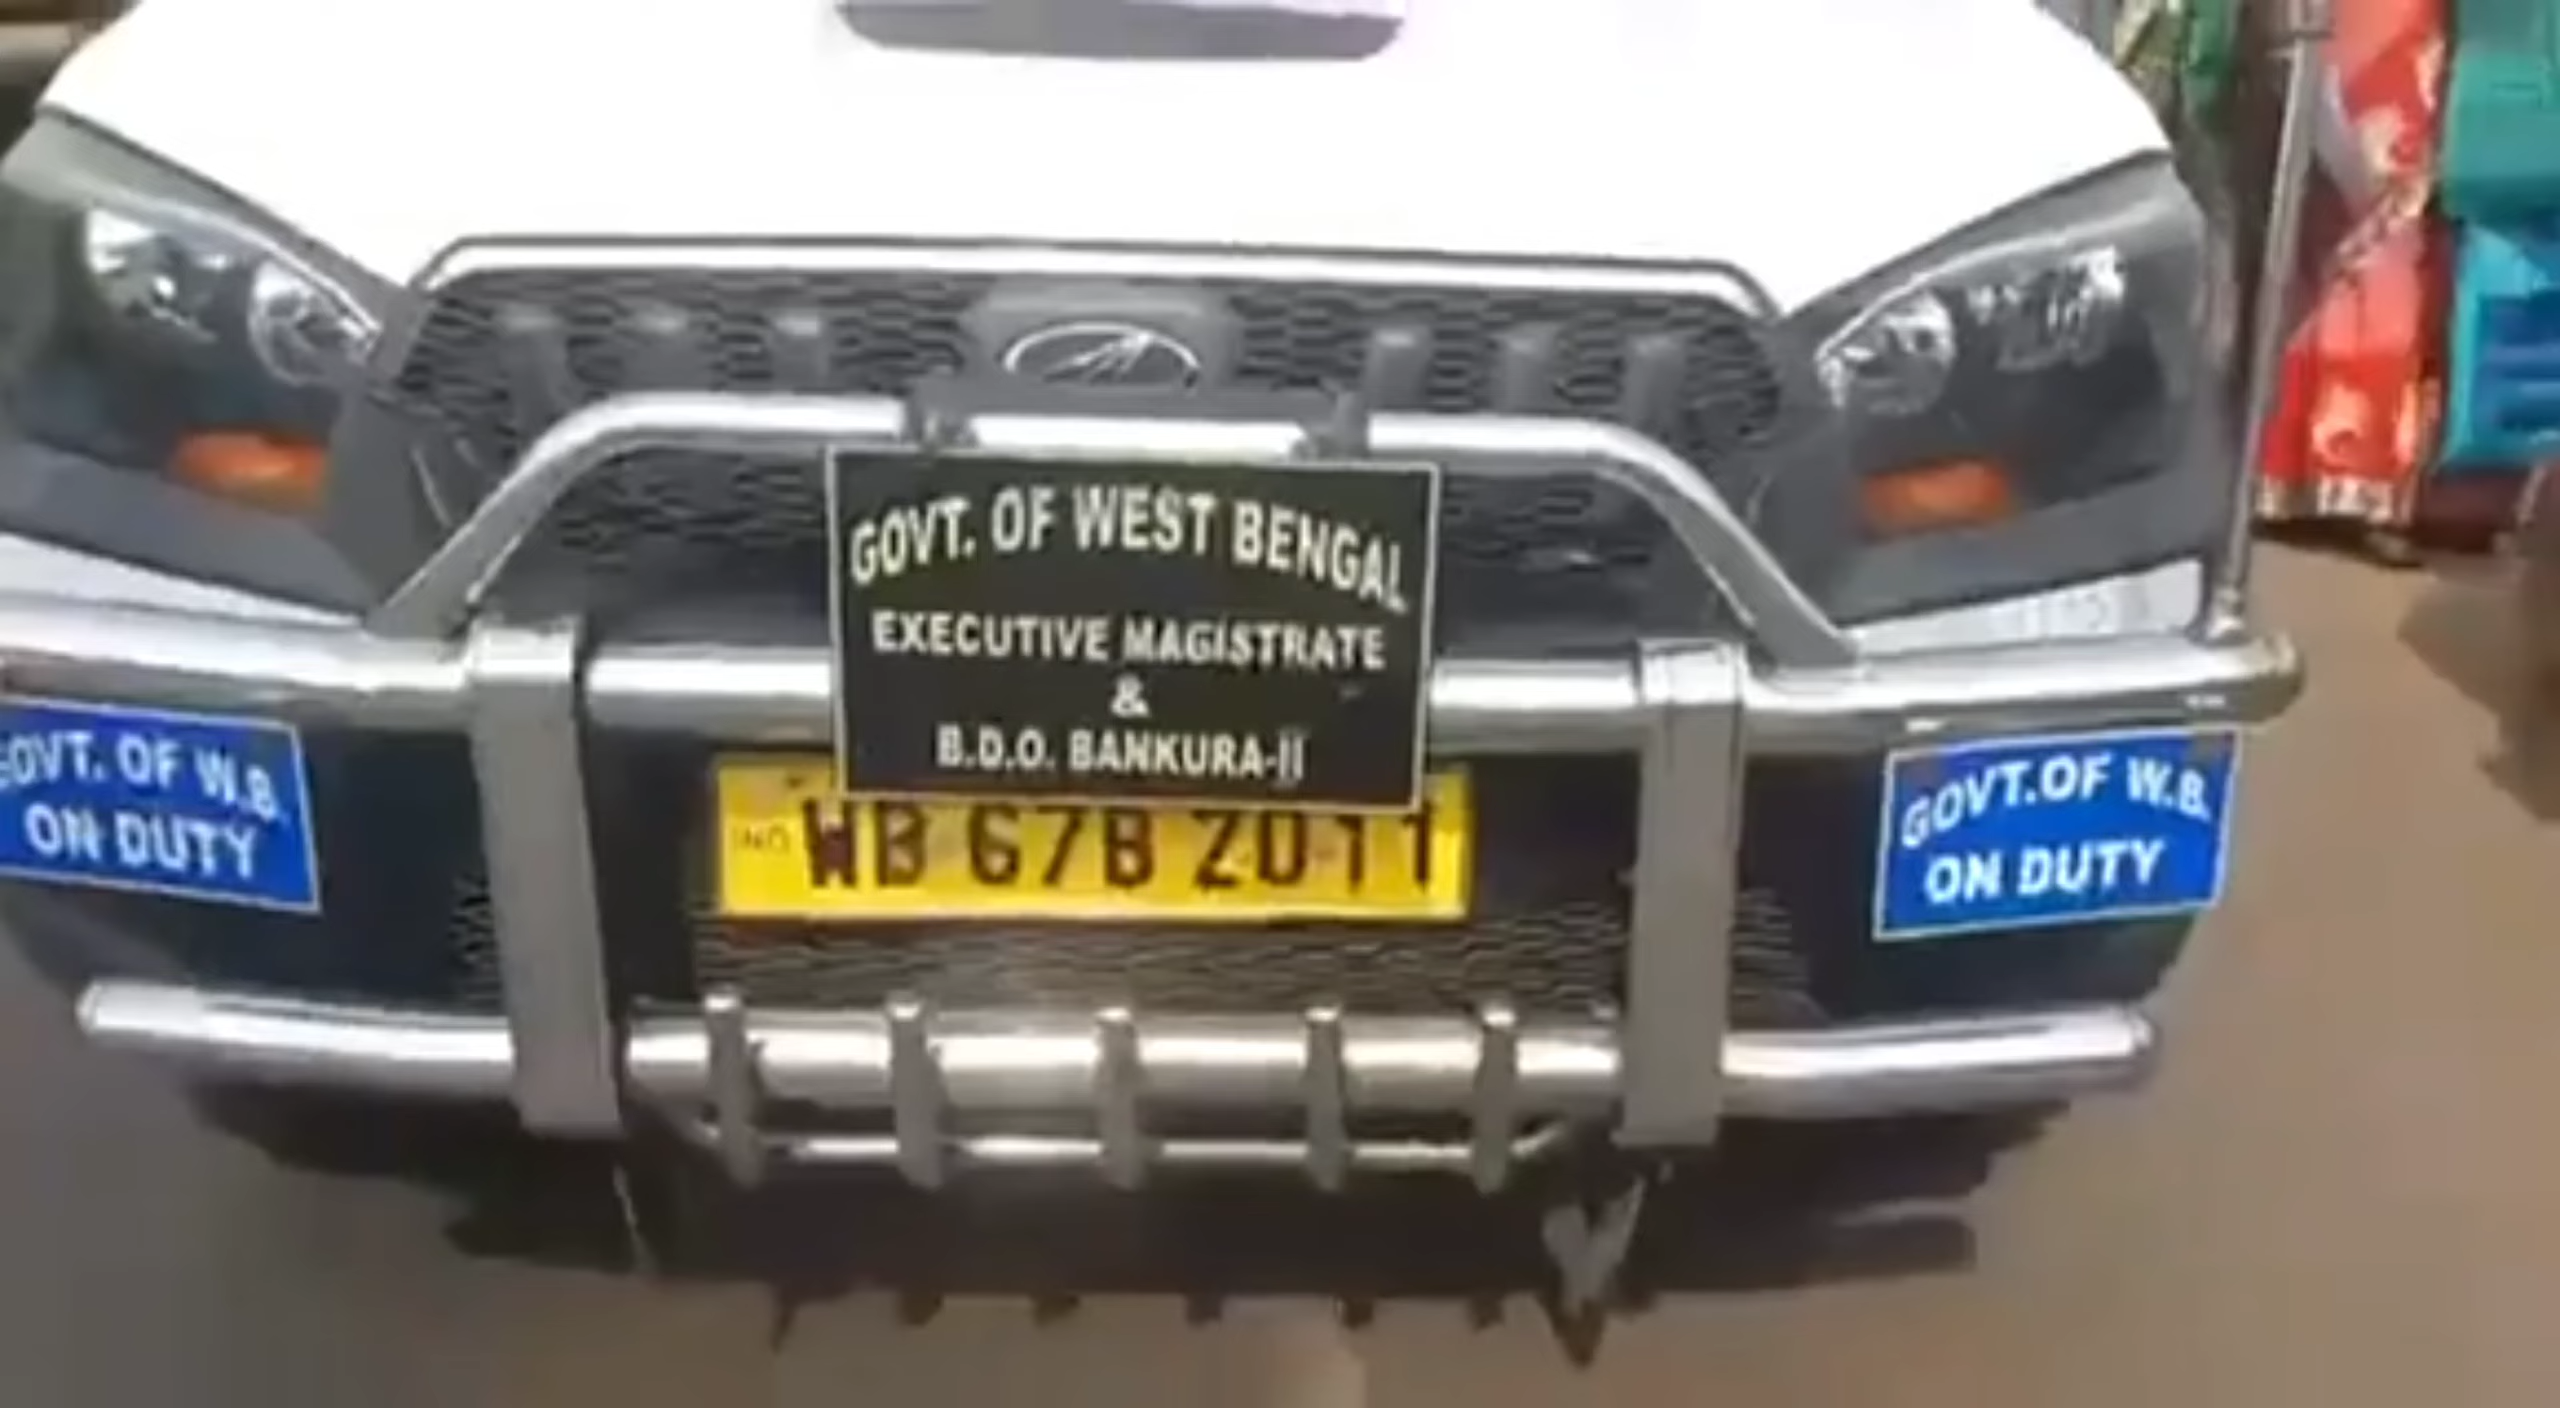 GOVT. OF WEST BENGAL
EXECUTIVE MAGISTRATE
&
B.D.O. BANKURA-II
GOVT. OF W.B.
ON DUTY
IND WB 67B 2011
GOVT.OF W.B.
ON DUTY